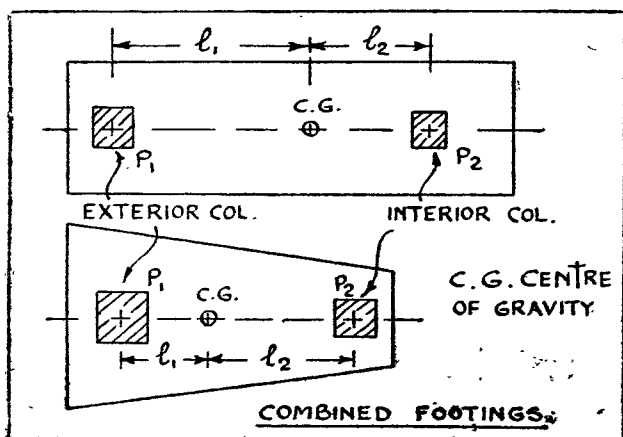 ℓ₁ ℓ₂
C.G.
P₁ P₂
EXTERIOR COL. INTERIOR COL.
P₁ C.G. P₂
C.G. CENTRE
OF GRAVITY
ℓ₁ ℓ₂
COMBINED FOOTINGS.